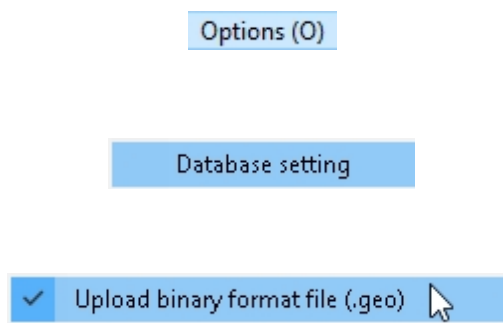 Options (O)
Database setting
Upload binary format file (.geo)